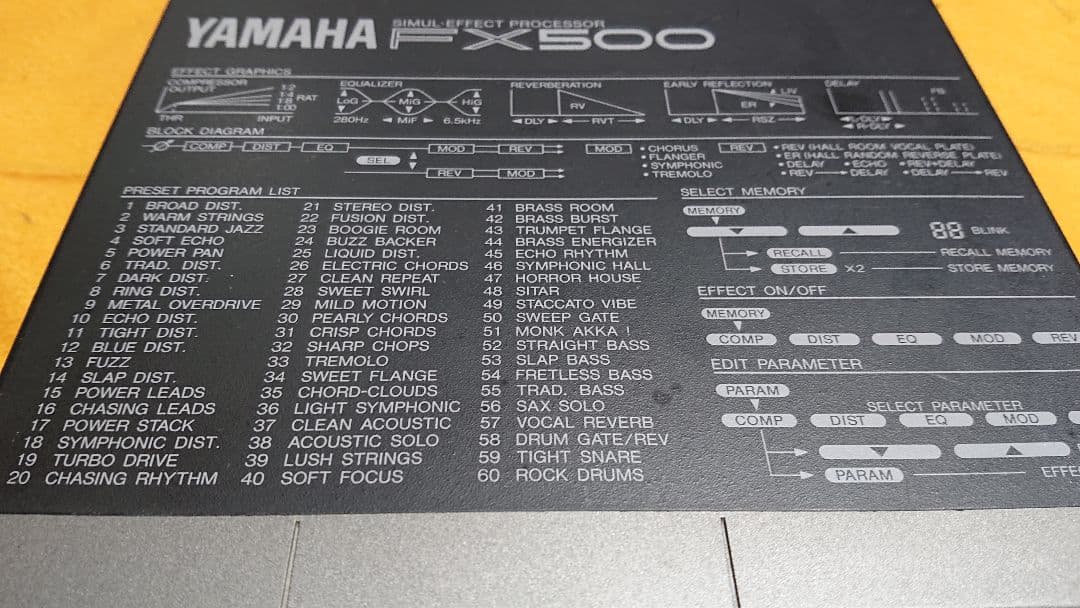 YAMAHA SIMUL-EFFECT PROCESSOR
FX500
EFFECT GRAPHICS
COMPRESSOR
OUTPUT
1:2
1:4
1:8
1:00
RAT
THR INPUT
EQUALIZER
LoG MiG HiG
280Hz MiF 6.5kHz
REVERBERATION
RV
DLY RVT
EARLY REFLECTION
LIV
ER
DLY RSZ
DELAY
FB
L-DLY
R-DLY
BLOCK DIAGRAM
COMP DIST EQ MOD REV
SEL
REV MOD
MOD
• CHORUS
• FLANGER
• SYMPHONIC
• TREMOLO
REV
• REV (HALL ROOM VOCAL PLATE)
• ER (HALL RANDOM REVERSE PLATE)
• DELAY • ECHO • REV+DELAY
• REV DELAY • DELAY REV
PRESET PROGRAM LIST
1 BROAD DIST.
2 WARM STRINGS
3 STANDARD JAZZ
4 SOFT ECHO
5 POWER PAN
6 TRAD. DIST.
7 DARK DIST.
8 RING DIST.
9 METAL OVERDRIVE
10 ECHO DIST.
11 TIGHT DIST.
12 BLUE DIST.
13 FUZZ
14 SLAP DIST.
15 POWER LEADS
16 CHASING LEADS
17 POWER STACK
18 SYMPHONIC DIST.
19 TURBO DRIVE
20 CHASING RHYTHM
21 STEREO DIST.
22 FUSION DIST.
23 BOOGIE ROOM
24 BUZZ BACKER
25 LIQUID DIST.
26 ELECTRIC CHORDS
27 CLEAN REPEAT
28 SWEET SWIRL
29 MILD MOTION
30 PEARLY CHORDS
31 CRISP CHORDS
32 SHARP CHOPS
33 TREMOLO
34 SWEET FLANGE
35 CHORD-CLOUDS
36 LIGHT SYMPHONIC
37 CLEAN ACOUSTIC
38 ACOUSTIC SOLO
39 LUSH STRINGS
40 SOFT FOCUS
41 BRASS ROOM
42 BRASS BURST
43 TRUMPET FLANGE
44 BRASS ENERGIZER
45 ECHO RHYTHM
46 SYMPHONIC HALL
47 HORROR HOUSE
48 SITAR
49 STACCATO VIBE
50 SWEEP GATE
51 MONK AKKA !
52 STRAIGHT BASS
53 SLAP BASS
54 FRETLESS BASS
55 TRAD. BASS
56 SAX SOLO
57 VOCAL REVERB
58 DRUM GATE/REV
59 TIGHT SNARE
60 ROCK DRUMS
SELECT MEMORY
MEMORY
BLINK
RECALL RECALL MEMORY
STORE X2 STORE MEMORY
EFFECT ON/OFF
MEMORY
COMP DIST EQ MOD REV
EDIT PARAMETER
PARAM
SELECT PARAMETER
COMP DIST EQ MOD
PARAM EFFE